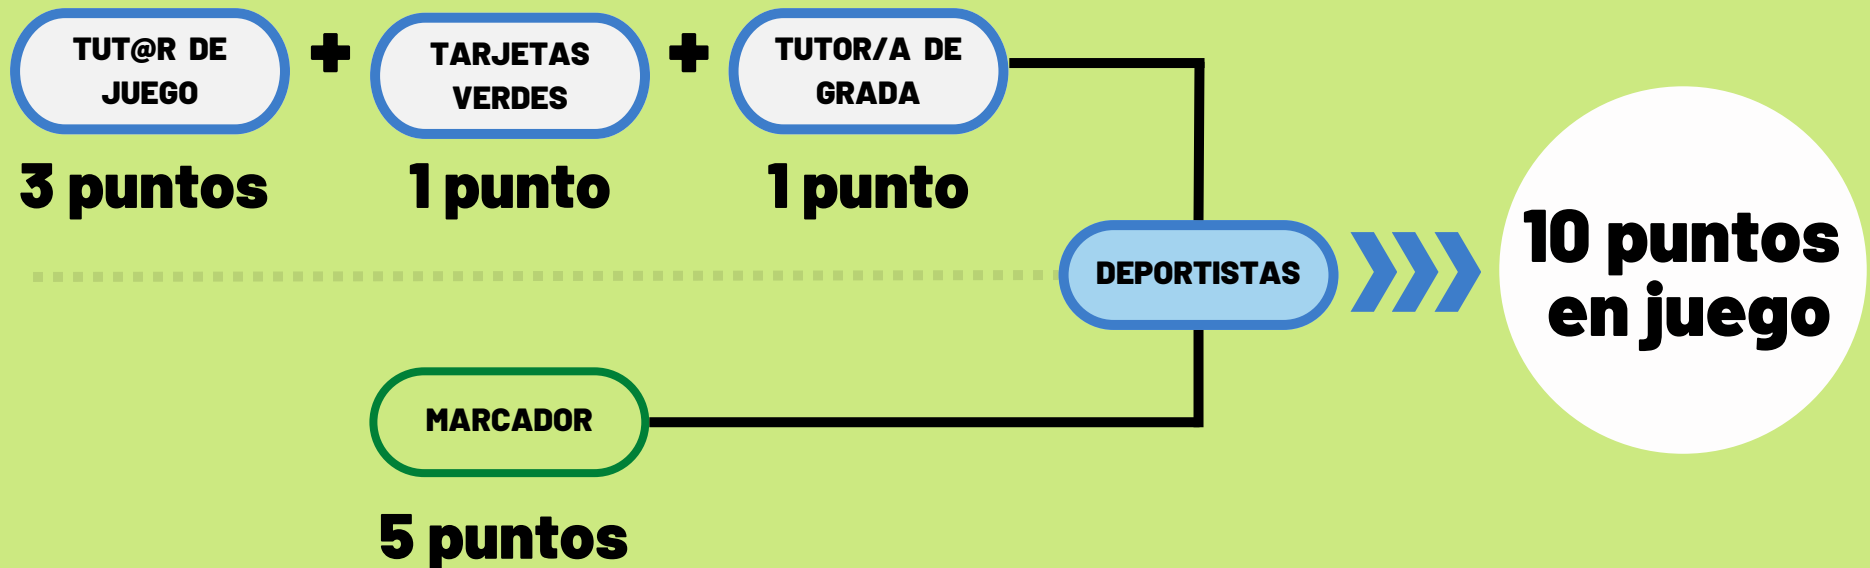 TUT@R DE
JUEGO
+
TARJETAS
VERDES
+
TUTOR/A DE
GRADA
3 puntos
1 punto
1 punto
DEPORTISTAS
10 puntos
en juego
MARCADOR
5 puntos